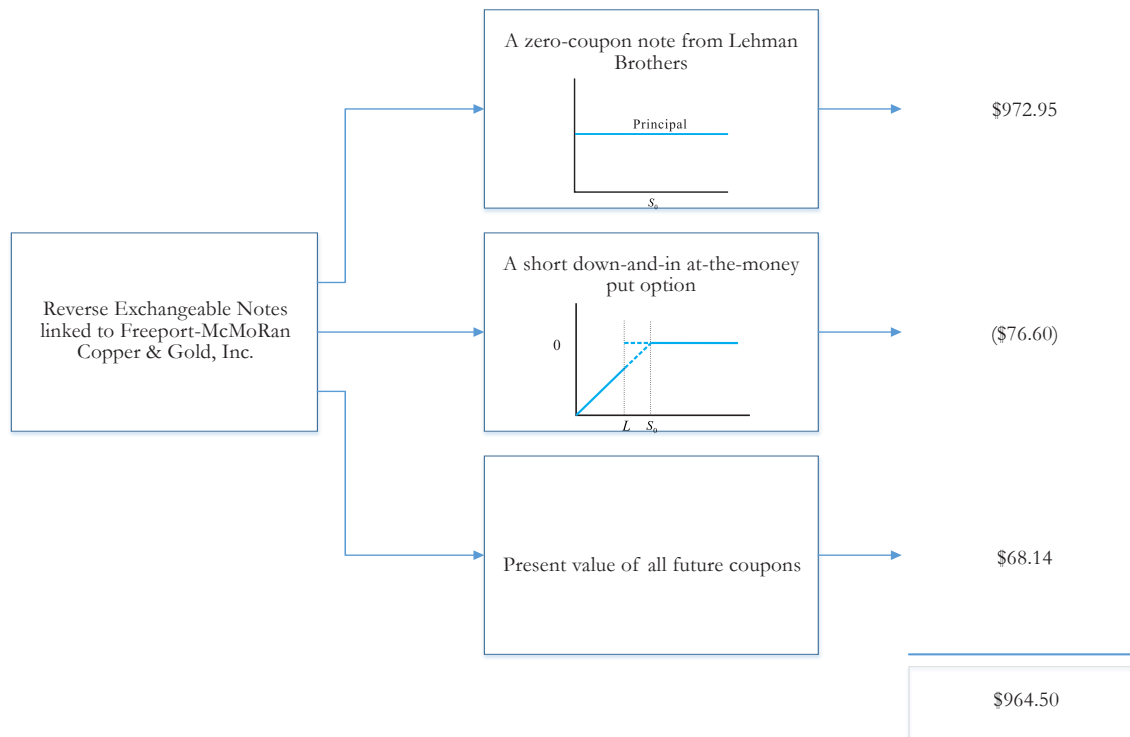 A zero-coupon note from Lehman
Brothers
Principal
S₀
$972.95
Reverse Exchangeable Notes
linked to Freeport-McMoRan
Copper & Gold, Inc.
A short down-and-in at-the-money
put option
0
L S₀
($76.60)
Present value of all future coupons
$68.14
$964.50